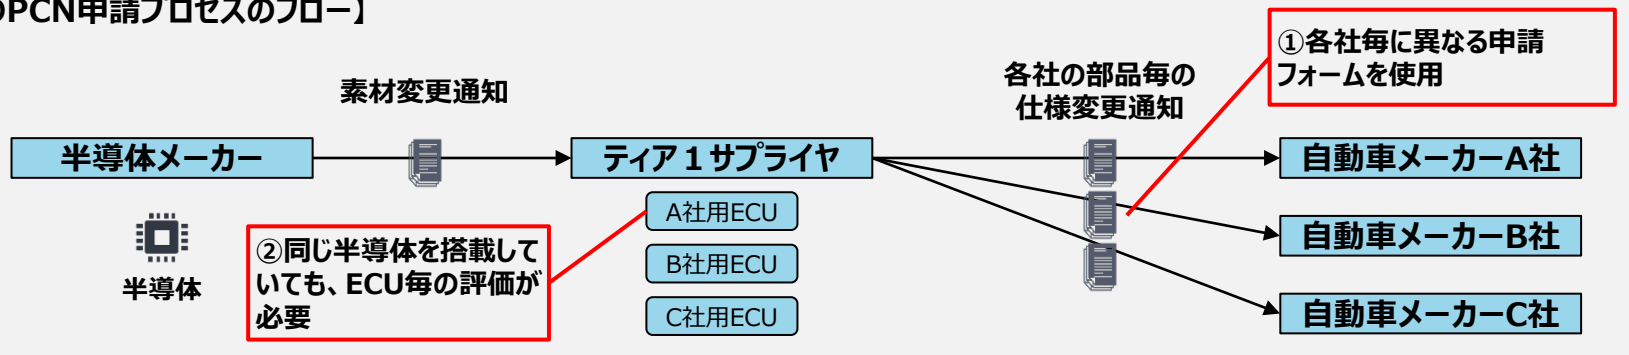 PCN申請プロセスのフロー】
①各社毎に異なる申請
フォームを使用
素材変更通知
各社の部品毎の
仕様変更通知
半導体メーカー
ティア１サプライヤ
自動車メーカーA社
A社用ECU
自動車メーカーB社
②同じ半導体を搭載して
いても、ECU毎の評価が
必要
B社用ECU
半導体
C社用ECU
自動車メーカーC社